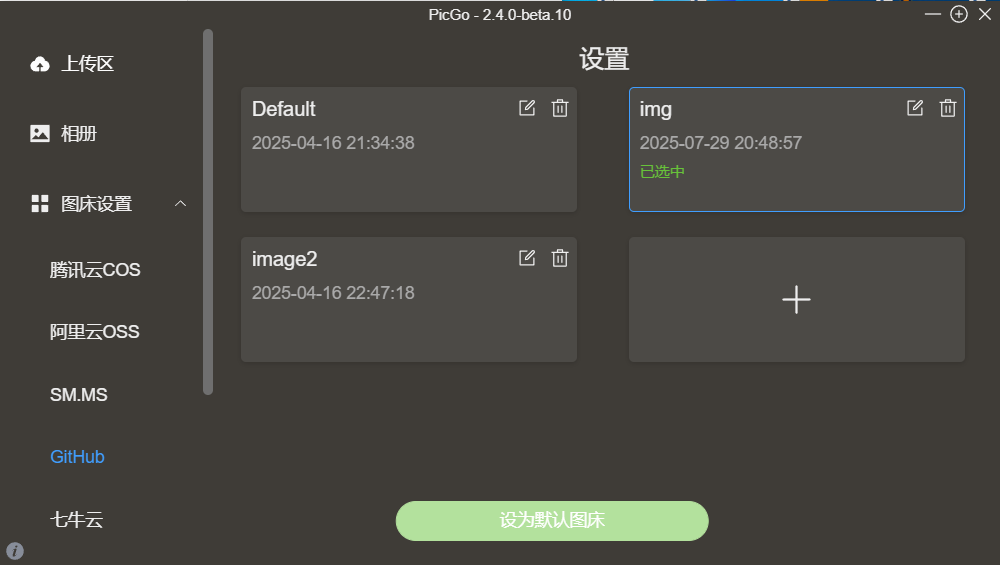 PicGo - 2.4.0-beta.10
上传区
相册
图床设置
腾讯云COS
阿里云OSS
SM.MS
GitHub
七牛云
设置
Default
2025-04-16 21:34:38
img
2025-07-29 20:48:57
已选中
image2
2025-04-16 22:47:18
设为默认图床